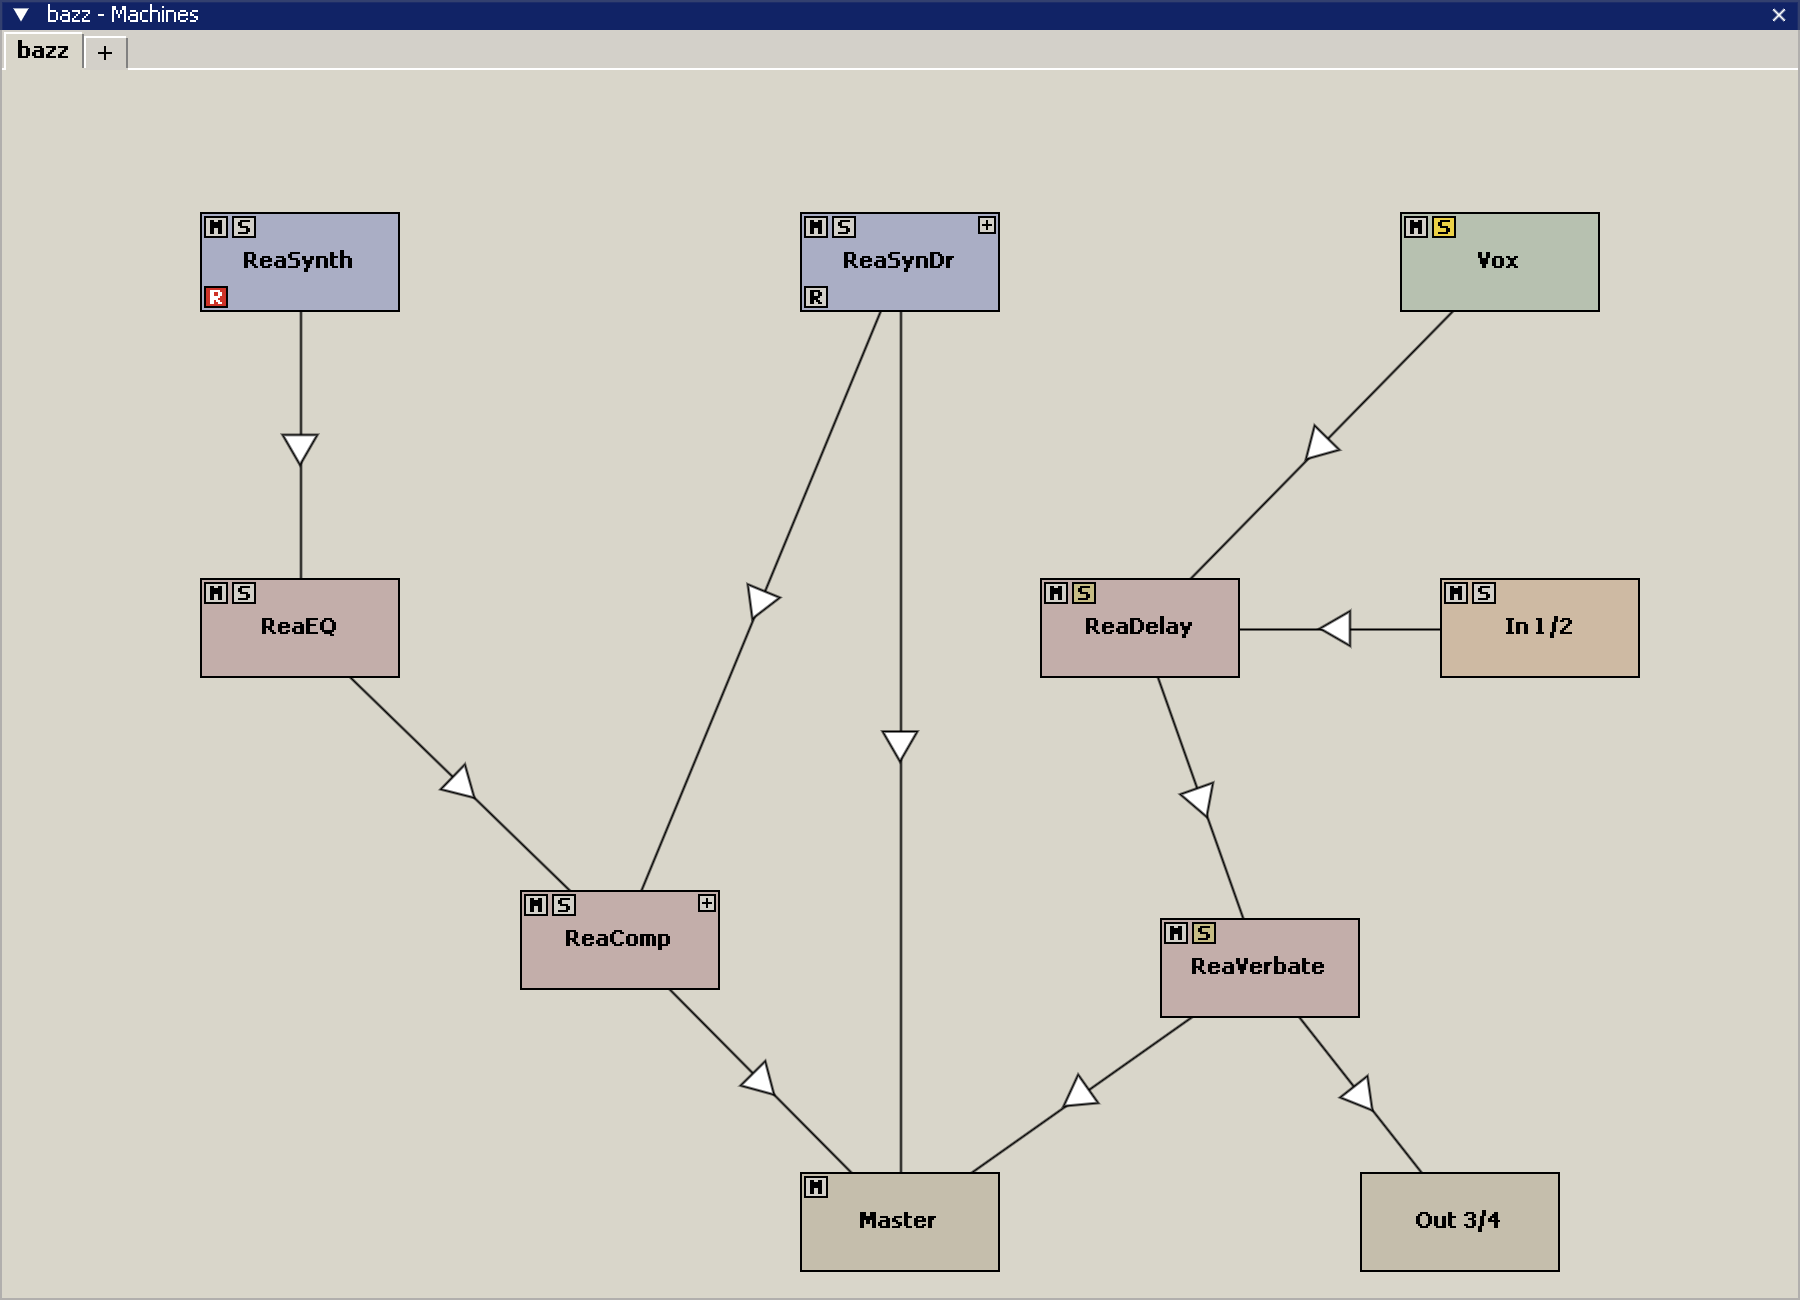 bazz - Machines
bazz +
M S
ReaSynth
R
M S +
ReaSynDr
R
M S
Vox
M S
ReaEQ
M S
ReaDelay
M S
In 1/2
M S +
ReaComp
M S
ReaVerbate
M
Master
Out 3/4